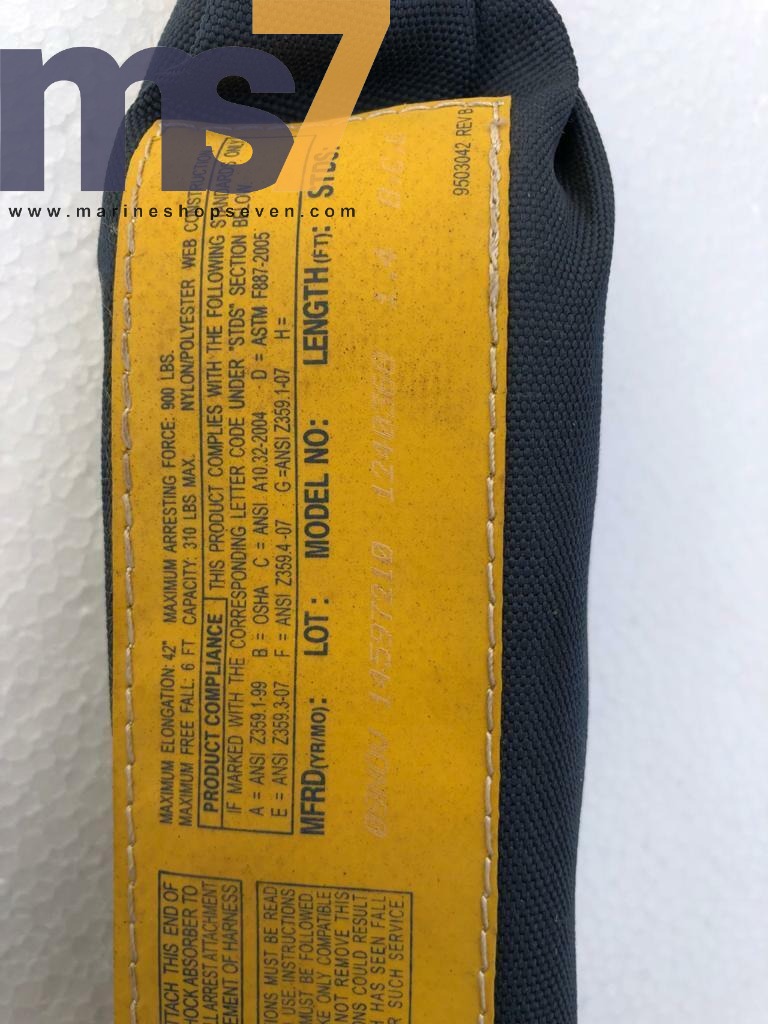 ms7
www.marineshopseven.com
MAXIMUM ELONGATION: 42" MAXIMUM ARRESTING FORCE: 900 LBS.
MAXIMUM FREE FALL: 6 FT CAPACITY: 310 LBS MAX. NYLON/POLYESTER WEB CONSTRUCTION
PRODUCT COMPLIANCE THIS PRODUCT COMPLIES WITH THE FOLLOWING STANDARDS ONLY
IF MARKED WITH THE CORRESPONDING LETTER CODE UNDER "STDS" SECTION BELOW
A = ANSI Z359.1-99 B = OSHA C = ANSI A10.32-2004 D = ASTM F887-2005
E = ANSI Z359.3-07 F = ANSI Z359.4-07 G =ANSI Z359.1-07 H=
MFRD(YR/MO): LOT: MODEL NO: LENGTH(FT): STDS:
9503042 REV B
TTACH THIS END OF
HOCK ABSORBER TO
LL ARREST ATTACHMENT
EMENT OF HARNESS
IONS MUST BE READ
USE. INSTRUCTIONS
MUST BE FOLLOWED.
KE ONLY COMPATIBLE
NOT REMOVE THIS
ONS COULD RESULT
H HAS SEEN FALL
R SUCH SERVICE.